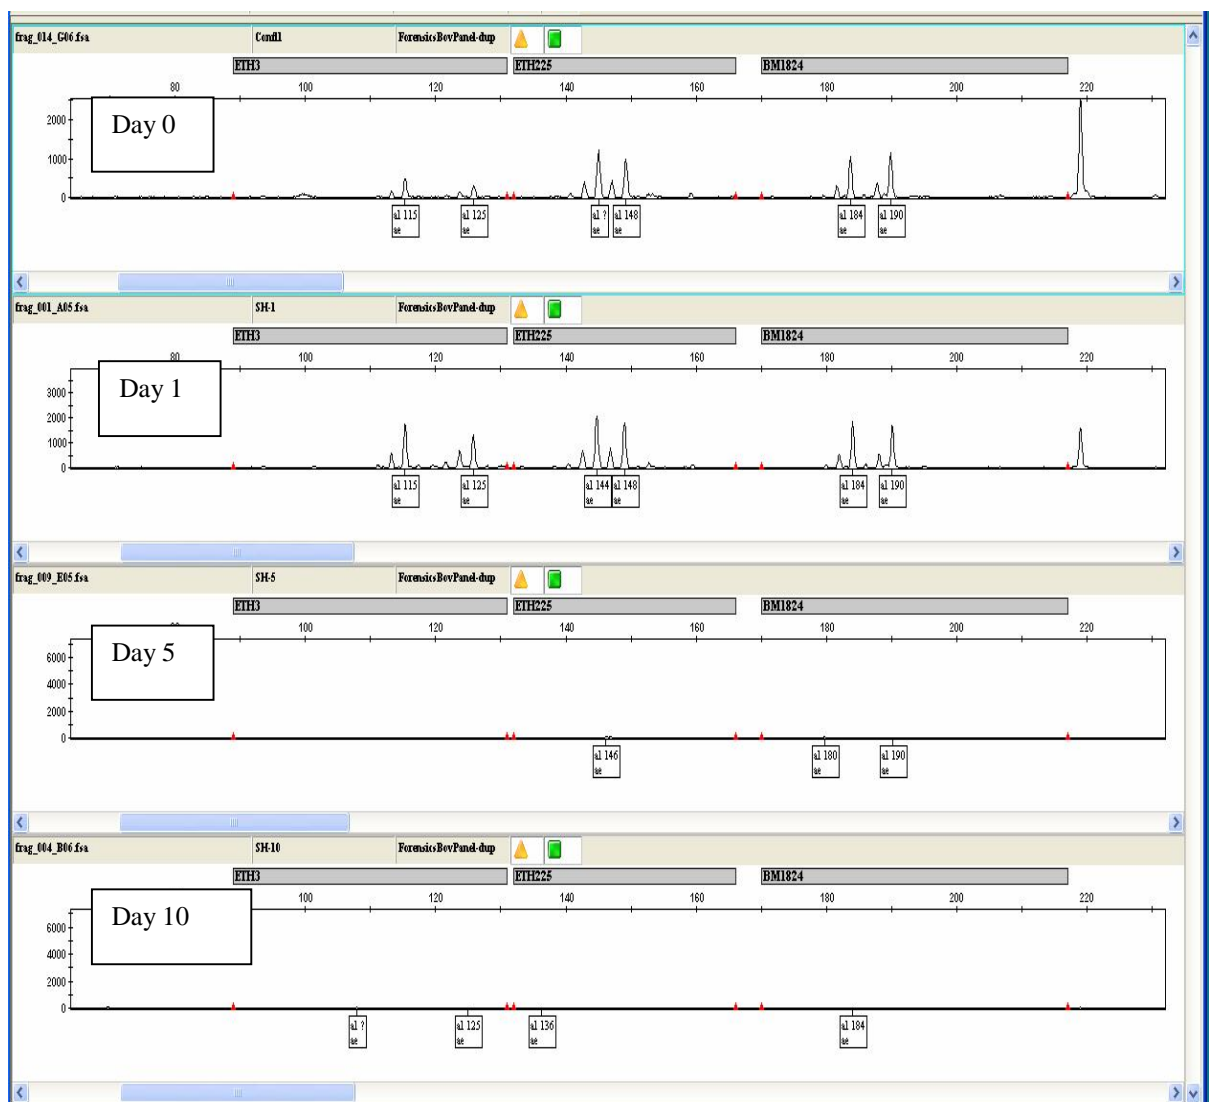 frag_014_G06.fsa Contl1 ForensicsBovPanel-dup
ETH3 ETH225 BM1824
80 100 120 140 160 180 200 220
Day 0
2000
1000
0
al 115 al 125 al ? al 148 al 184 al 190
ae ae ae ae ae ae
frag_001_A05.fsa SH-1 ForensicsBovPanel-dup
ETH3 ETH225 BM1824
80 100 120 140 160 180 200 220
Day 1
3000
2000
1000
0
al 115 al 125 al 144 al 148 al 184 al 190
ae ae ae ae ae ae
frag_009_E05.fsa SH-5 ForensicsBovPanel-dup
ETH3 ETH225 BM1824
100 120 140 160 180 200 220
Day 5
6000
4000
2000
0
al 146 al 180 al 190
ae ae ae
frag_004_B06.fsa SH-10 ForensicsBovPanel-dup
ETH3 ETH225 BM1824
100 120 140 160 180 200 220
Day 10
6000
4000
2000
0
al ? al 125 al 136 al 184
ae ae ae ae